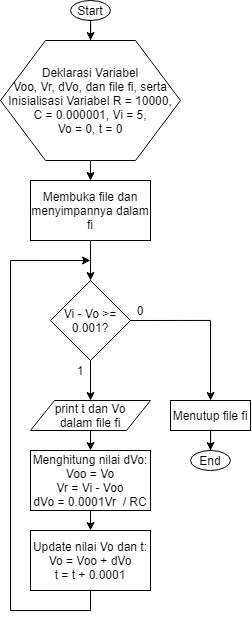 Start
Deklarasi Variabel
Voo, Vr, dVo, dan file fi, serta
Inisialisasi Variabel R = 10000,
C = 0.000001, Vi = 5,
Vo = 0, t = 0
Membuka file dan
menyimpannya dalam
fi
Vi - Vo >=
0.001?
0
1
print t dan Vo
dalam file fi
Menutup file fi
End
Menghitung nilai dVo:
Voo = Vo
Vr = Vi - Voo
dVo = 0.0001Vr / RC
Update nilai Vo dan t:
Vo = Voo + dVo
t = t + 0.0001